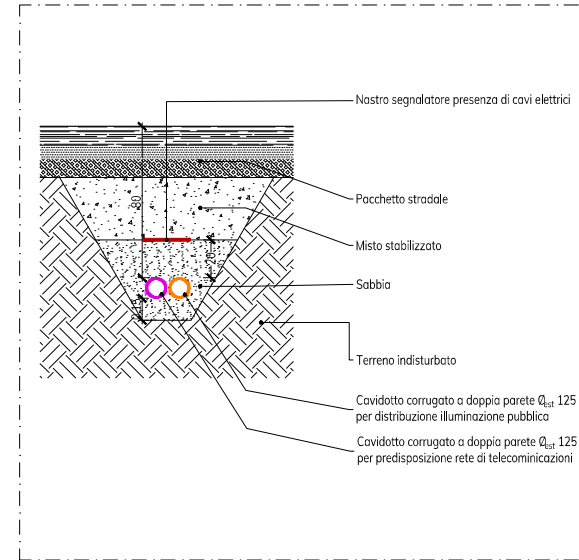 Nastro segnalatore presenza di cavi elettrici
Pacchetto stradale
80
Misto stabilizzato
Sabbia
Terreno indisturbato
Cavidotto corrugato a doppia parete Øest 125
per distribuzione illuminazione pubblica
Cavidotto corrugato a doppia parete Øest 125
per predisposizione rete di telecominicazioni